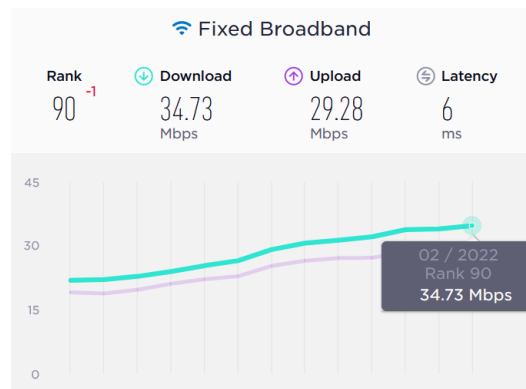 Fixed Broadband
Rank
Download
Upload
Latency
90
-1
34.73
29.28
6
Mbps
Mbps
ms
45
30
15
0
02 / 2022
Rank 90
34.73 Mbps